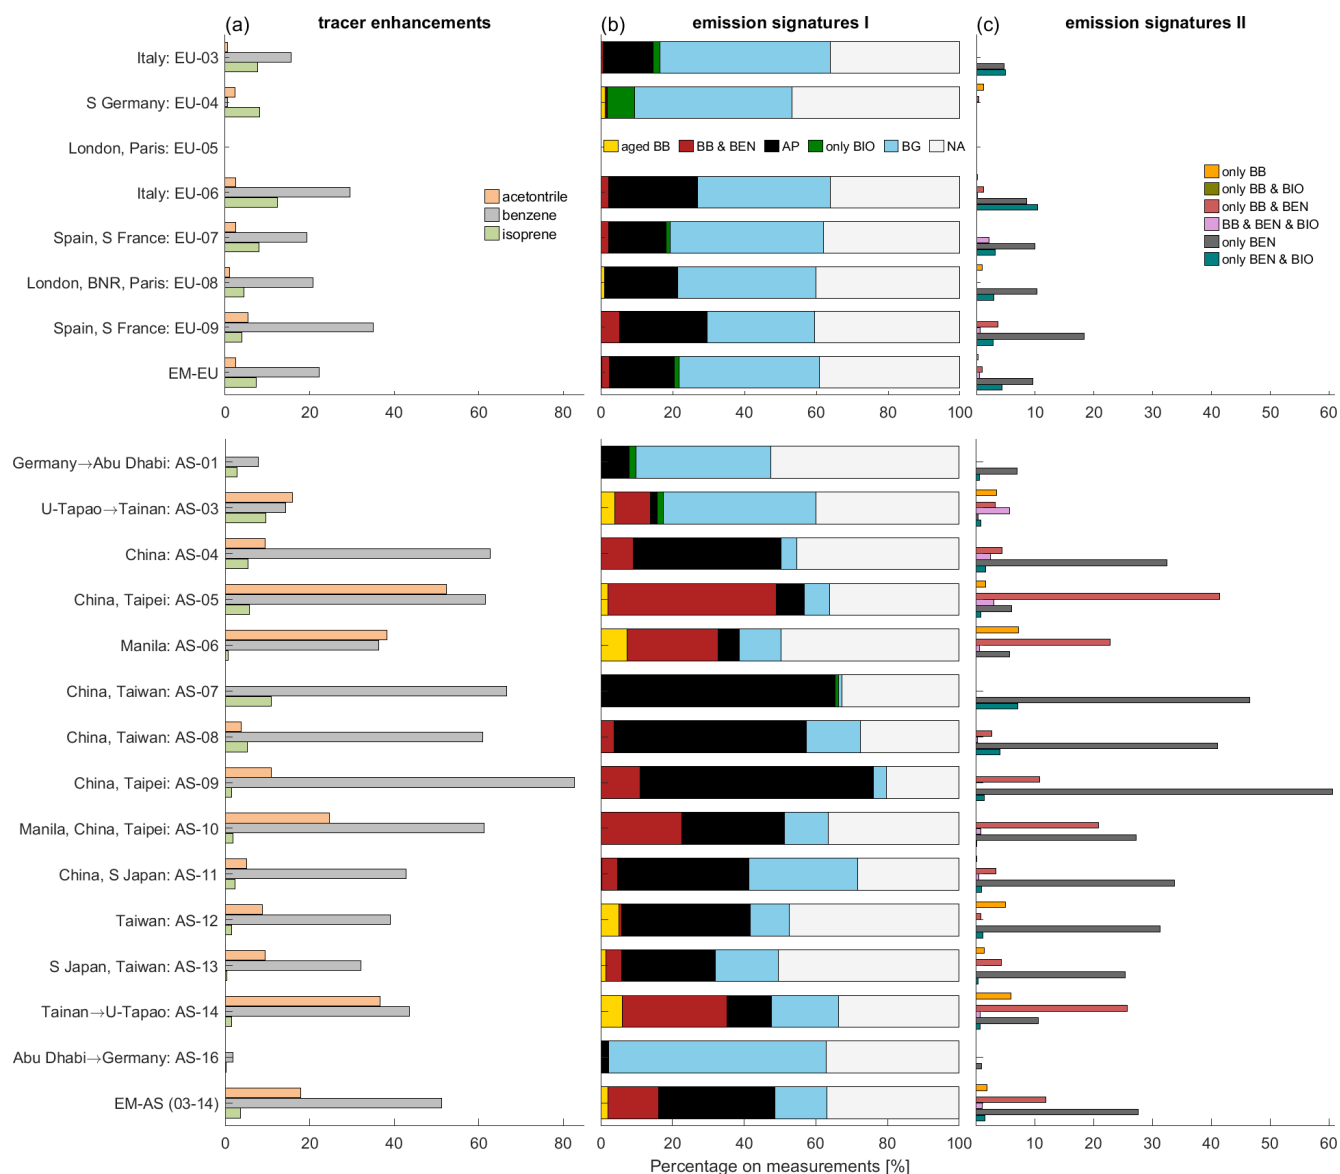 (a)
tracer enhancements
(b)
emission signatures I
(c)
emission signatures II
Italy: EU-03
S Germany: EU-04
London, Paris: EU-05
Italy: EU-06
Spain, S France: EU-07
London, BNR, Paris: EU-08
Spain, S France: EU-09
EM-EU
acetontrile
benzene
isoprene
aged BB
BB & BEN
AP
only BIO
BG
NA
only BB
only BB & BIO
only BB & BEN
BB & BEN & BIO
only BEN
only BEN & BIO
0 20 40 60 80
0 20 40 60 80 100
0 10 20 30 40 50 60
Germany→Abu Dhabi: AS-01
U-Tapao→Tainan: AS-03
China: AS-04
China, Taipei: AS-05
Manila: AS-06
China, Taiwan: AS-07
China, Taiwan: AS-08
China, Taipei: AS-09
Manila, China, Taipei: AS-10
China, S Japan: AS-11
Taiwan: AS-12
S Japan, Taiwan: AS-13
Tainan→U-Tapao: AS-14
Abu Dhabi→Germany: AS-16
EM-AS (03-14)
0 20 40 60 80
0 20 40 60 80 100
0 10 20 30 40 50 60
Percentage on measurements [%]